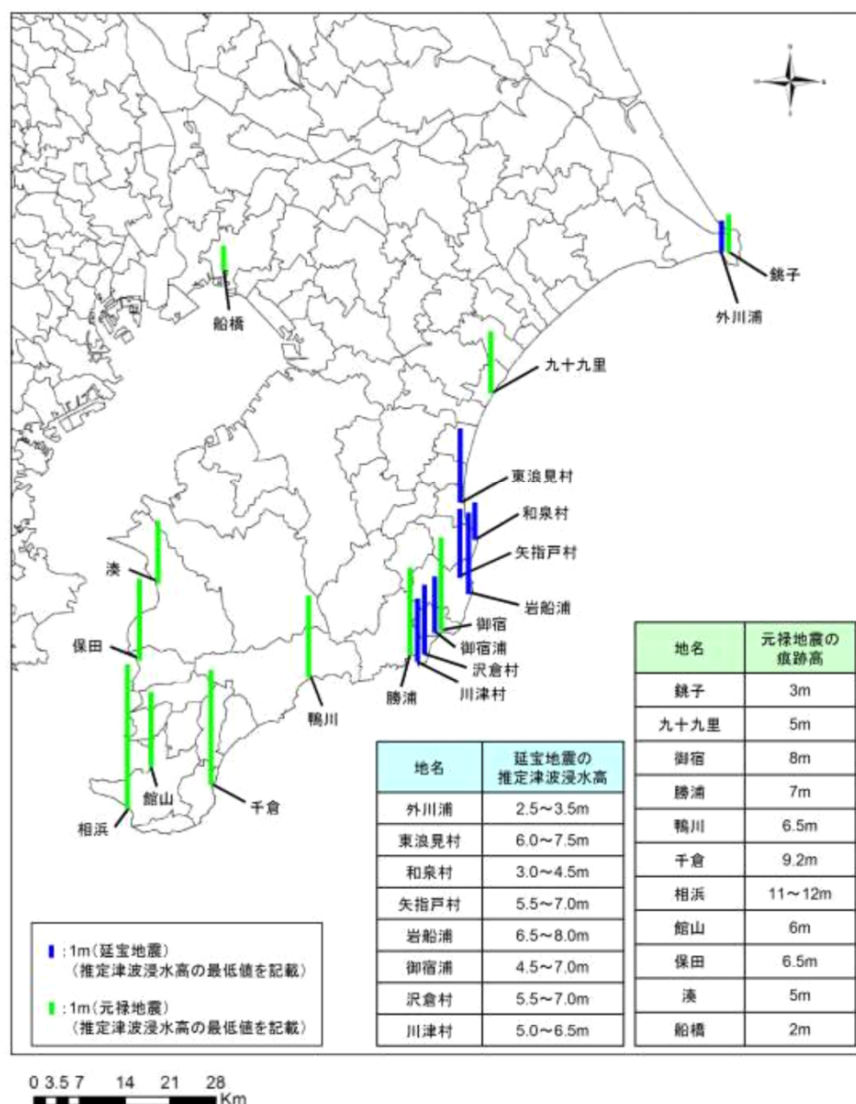 N
銚子
外川浦
船橋
九十九里
東浪見村
和泉村
矢指戸村
岩船浦
湊
保田
御宿
御宿浦
沢倉村
川津村
勝浦
鴨川
館山
千倉
相浜
地名 元禄地震の痕跡高
銚子 3m
九十九里 5m
御宿 8m
勝浦 7m
鴨川 6.5m
千倉 9.2m
相浜 11～12m
館山 6m
保田 6.5m
湊 5m
船橋 2m
地名 延宝地震の推定津波浸水高
外川浦 2.5～3.5m
東浪見村 6.0～7.5m
和泉村 3.0～4.5m
矢指戸村 5.5～7.0m
岩船浦 6.5～8.0m
御宿浦 4.5～7.0m
沢倉村 5.5～7.0m
川津村 5.0～6.5m
：1m（延宝地震）
（推定津波浸水高の最低値を記載）
：1m（元禄地震）
（推定津波浸水高の最低値を記載）
0 3.5 7 14 21 28
Km